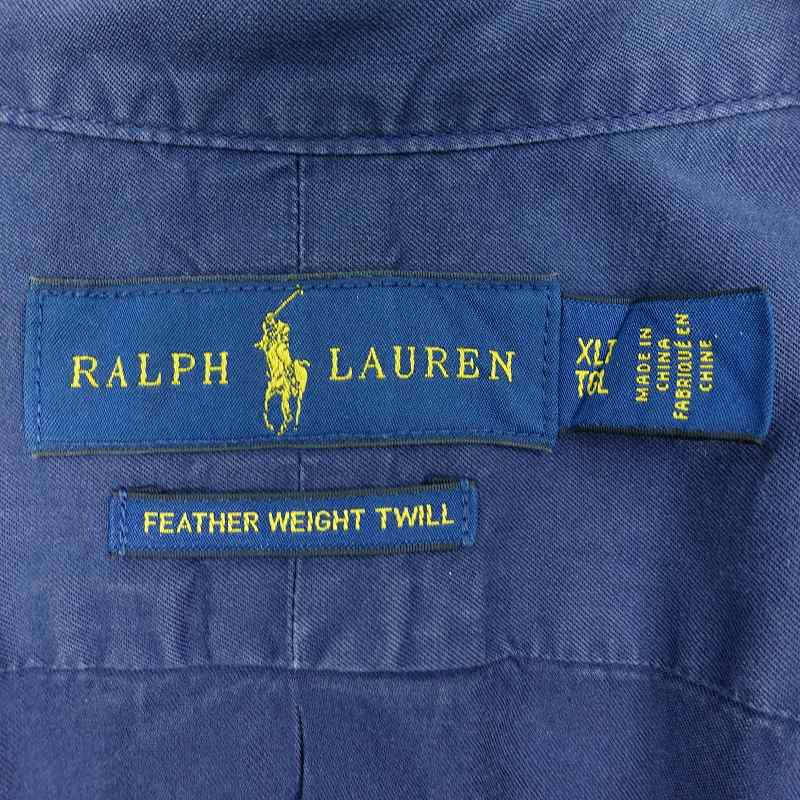 RALPH LAUREN
XLT
TGL
MADE IN
CHINA
FABRIQUÉ EN
CHINE
FEATHER WEIGHT TWILL